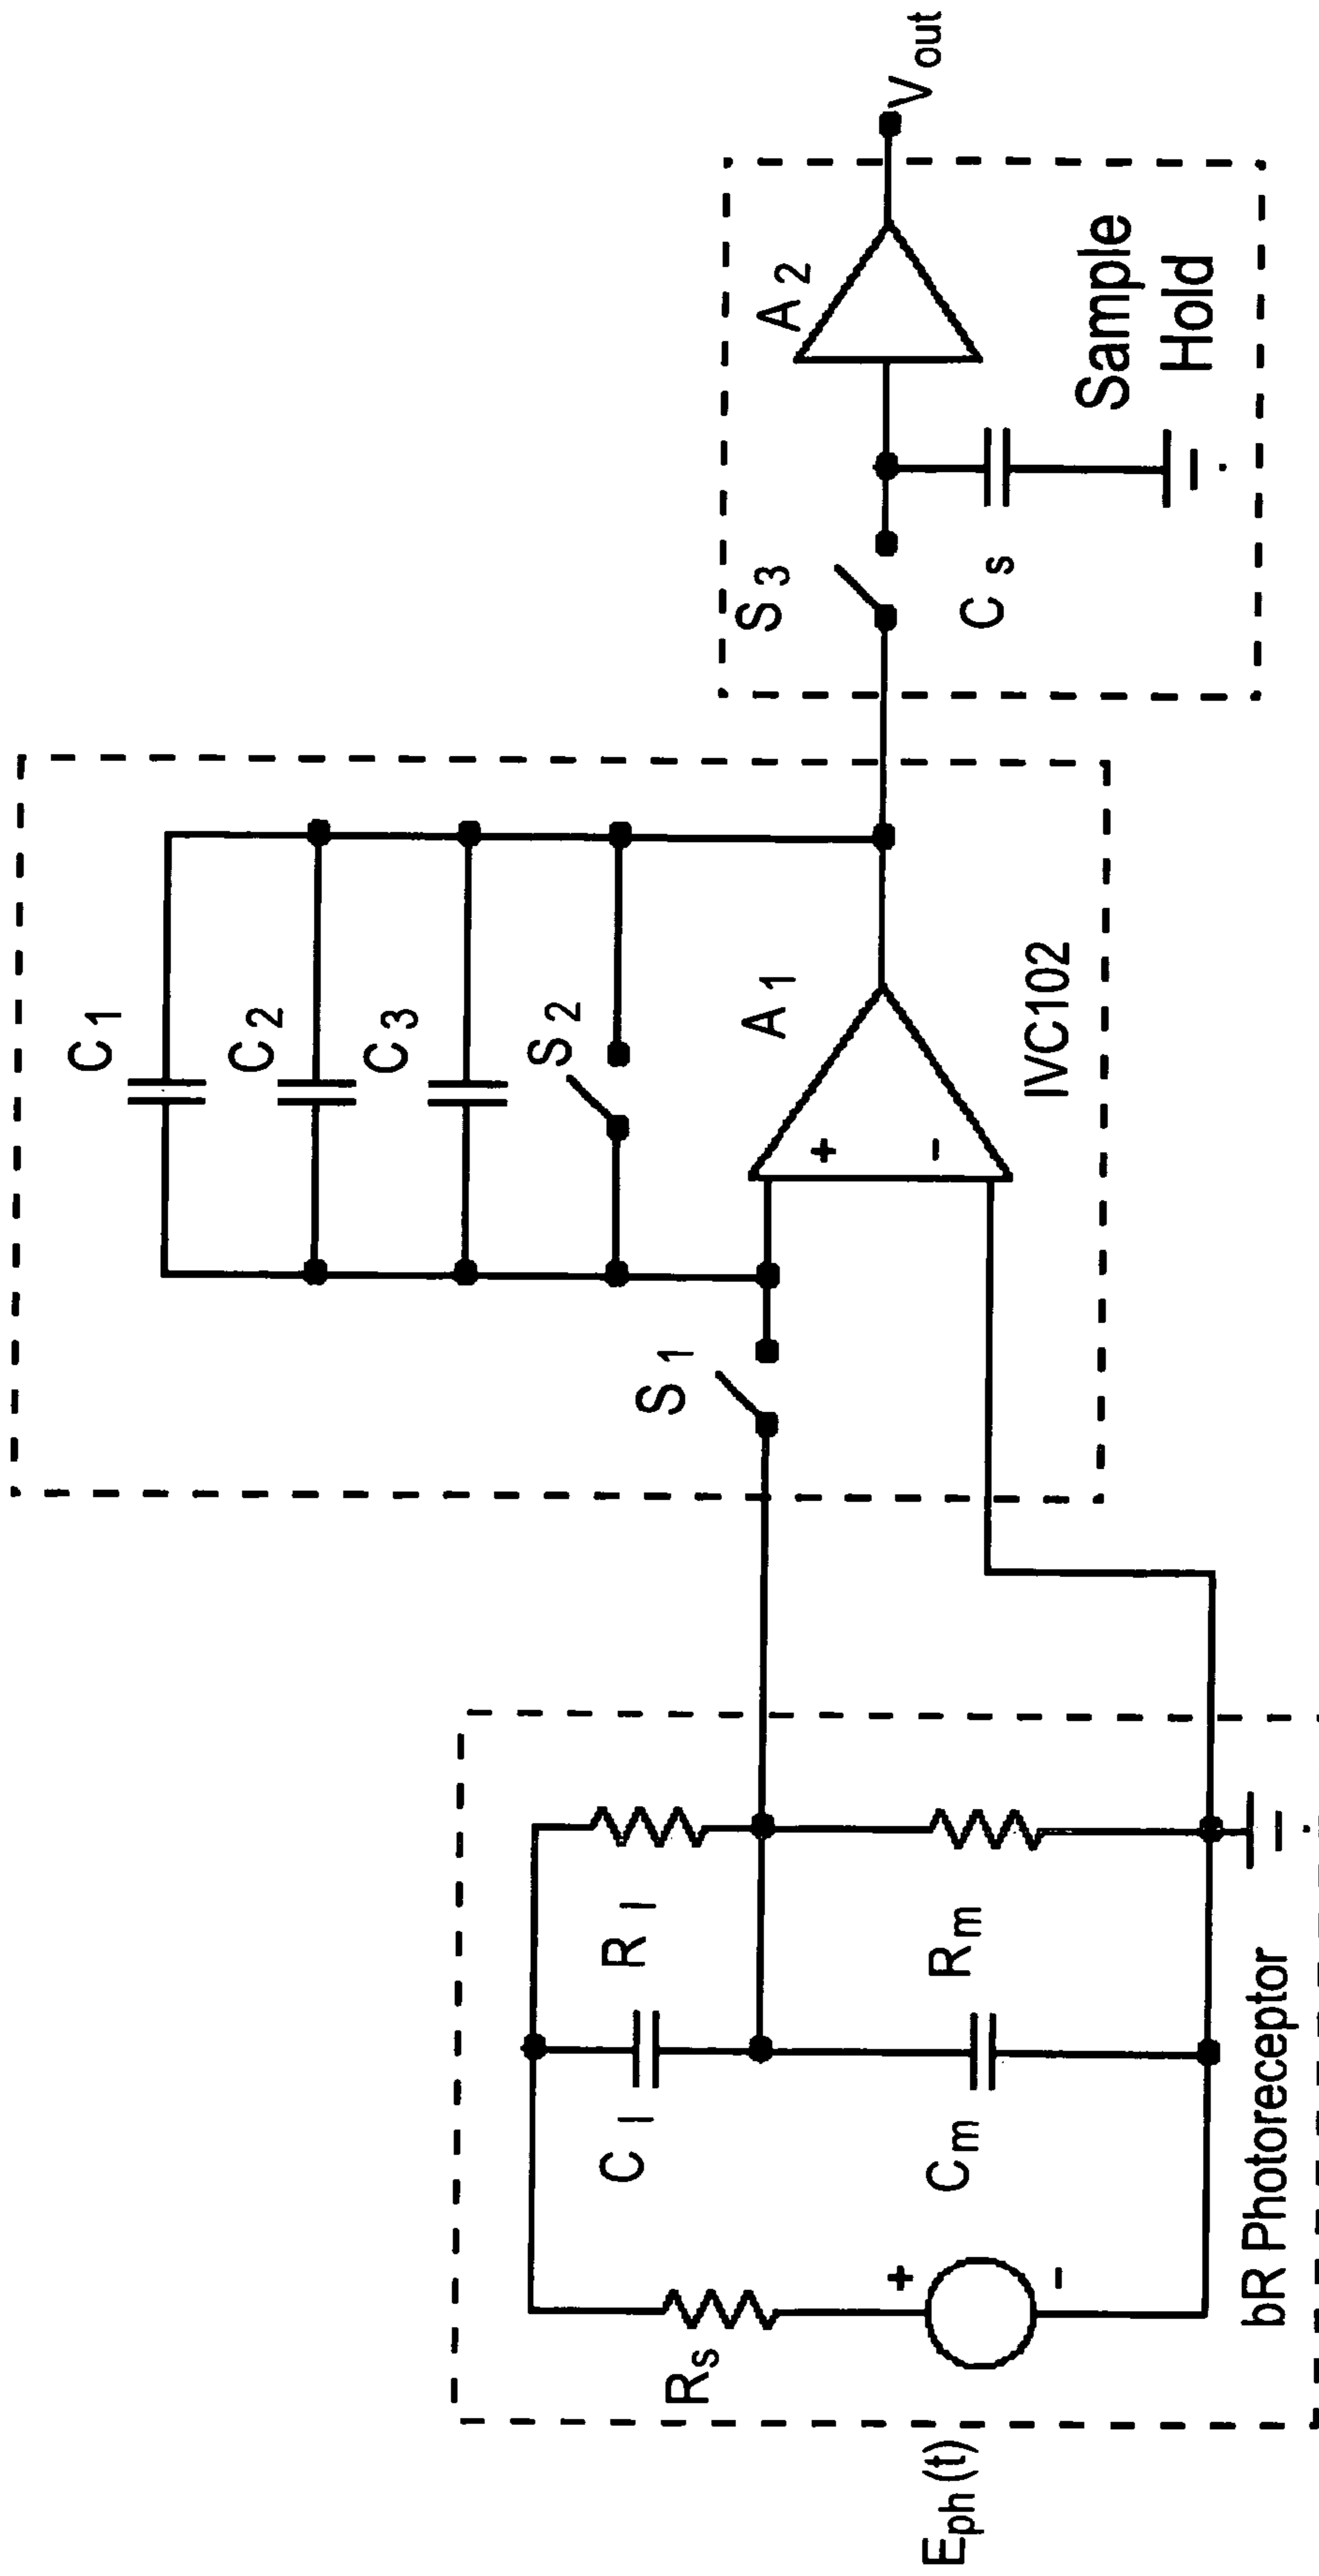 E_ph (t)
R_s
+
-
C_l
R_l
C_m
R_m
bR Photoreceptor
S_1
C_1
C_2
C_3
S_2
A_1
+
-
IVC102
S_3
C_s
A_2
Sample
Hold
V_out